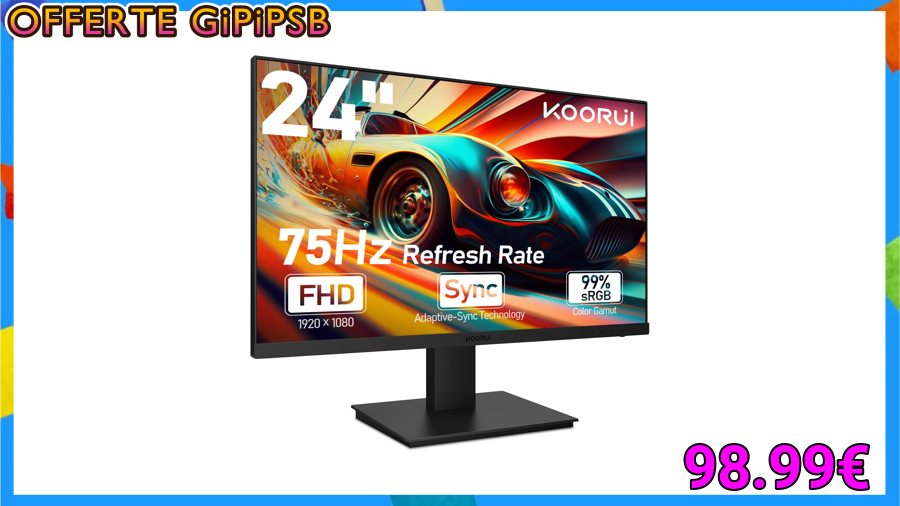 OFFERTE GiPiPSB
24"
KOORUI
75Hz Refresh Rate
FHD
1920 x 1080
Sync
Adaptive-Sync Technology
99%
sRGB
Color Gamut
KOORUI
98.99€